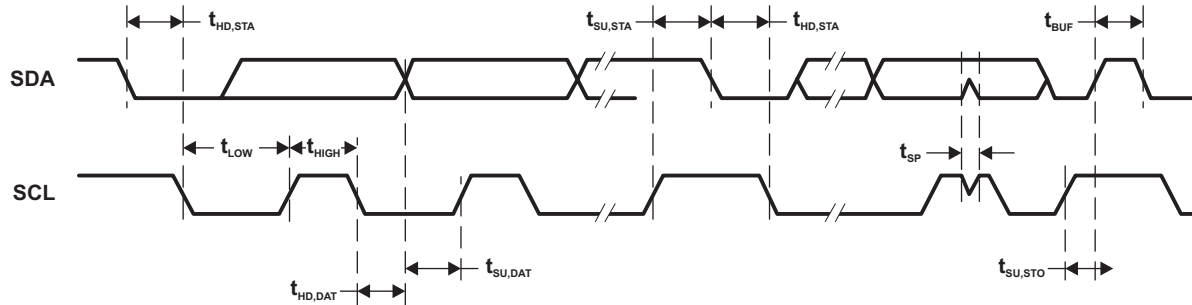 tHD,STA
tSU,STA
tHD,STA
tBUF
SDA
tLOW
tHIGH
tSP
SCL
tSU,DAT
tSU,STO
tHD,DAT